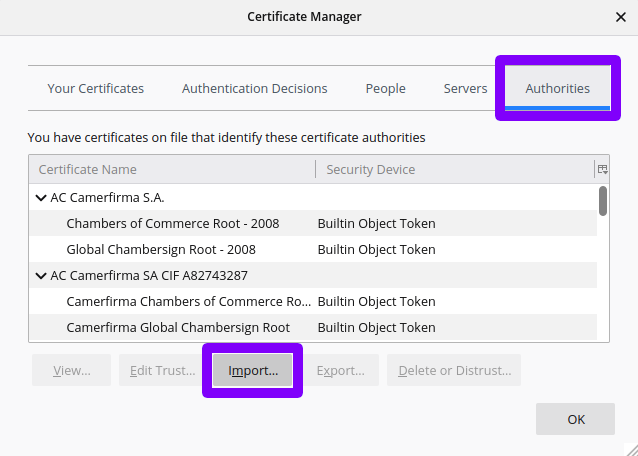 Certificate Manager
Your Certificates Authentication Decisions People Servers Authorities
You have certificates on file that identify these certificate authorities
Certificate Name Security Device
AC Camerfirma S.A.
Chambers of Commerce Root - 2008 Builtin Object Token
Global Chambersign Root - 2008 Builtin Object Token
AC Camerfirma SA CIF A82743287
Camerfirma Chambers of Commerce Ro... Builtin Object Token
Camerfirma Global Chambersign Root Builtin Object Token
View... Edit Trust... Import... Export... Delete or Distrust...
OK